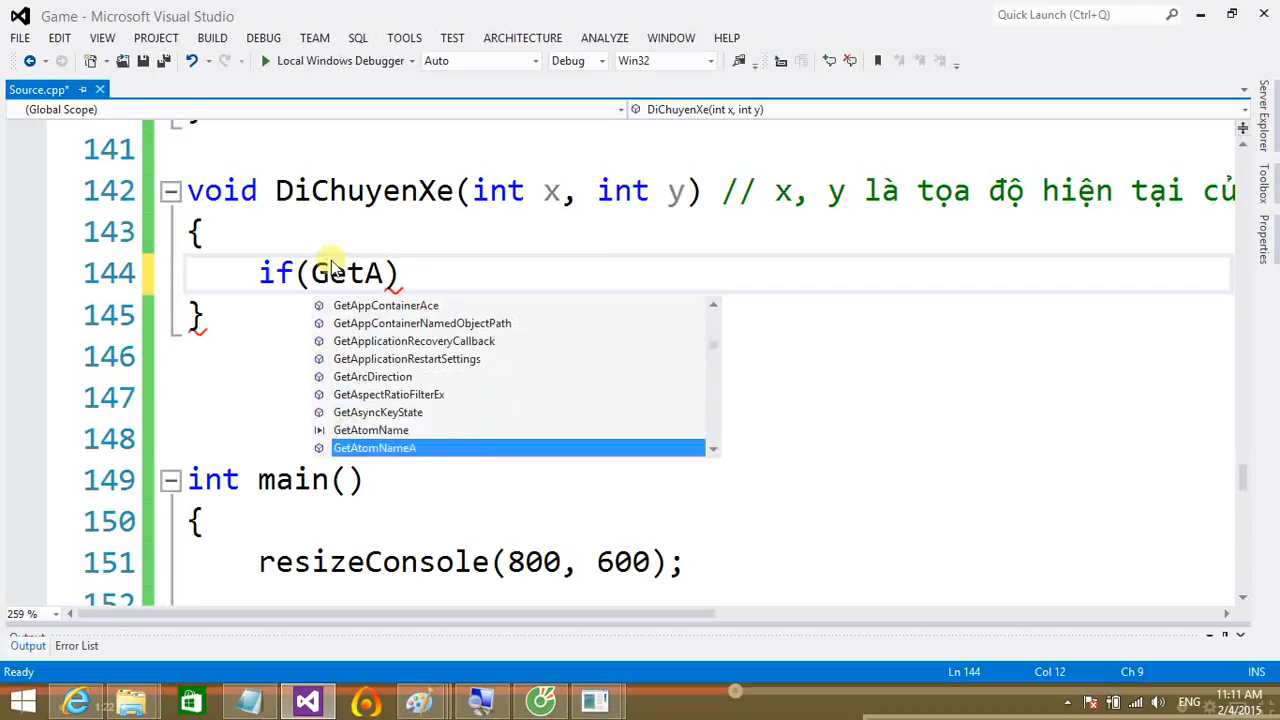 Game - Microsoft Visual Studio
Quick Launch (Ctrl+Q)
FILE EDIT VIEW PROJECT BUILD DEBUG TEAM SQL TOOLS TEST ARCHITECTURE ANALYZE WINDOW HELP
Local Windows Debugger Auto Debug Win32
Source.cpp*
(Global Scope) DiChuyenXe(int x, int y)
Server Explorer
Toolbox
Properties
141
142 void DiChuyenXe(int x, int y) // x, y là tọa độ hiện tại củ
143 {
144 if(GetA)
145 }
GetAppContainerAce
GetAppContainerNamedObjectPath
GetApplicationRecoveryCallback
GetApplicationRestartSettings
GetArcDirection
GetAspectRatioFilterEx
GetAsyncKeyState
GetAtomName
GetAtomNameA
146
147
148
149 int main()
150 {
151 resizeConsole(800, 600);
152
259 %
Output
Output Error List
Ready Ln 144 Col 12 Ch 9 INS
1:22
ENG
11:11 AM
2/4/2015